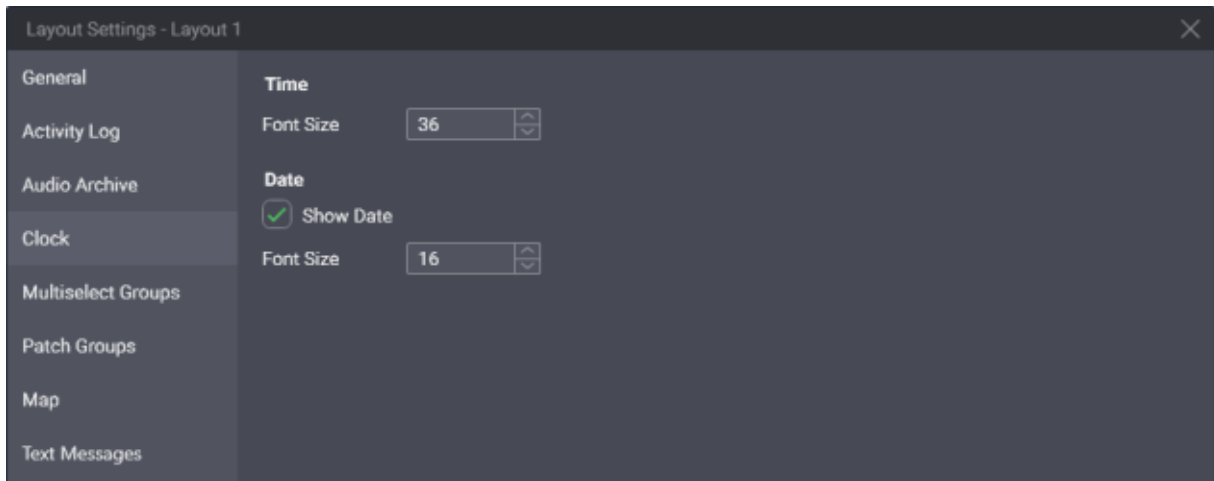 Layout Settings - Layout 1
General
Activity Log
Audio Archive
Clock
Multiselect Groups
Patch Groups
Map
Text Messages
Time
Font Size 36
Date
Show Date
Font Size 16